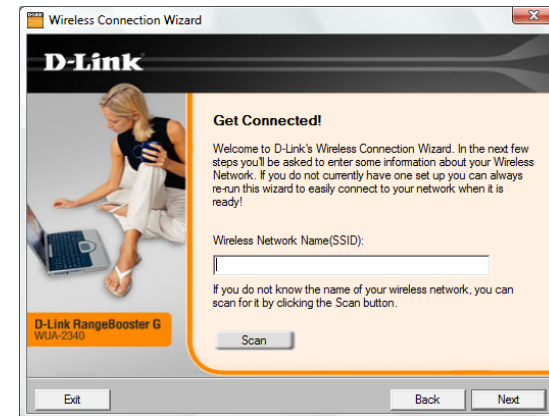 Wireless Connection Wizard
D-Link
Get Connected!
Welcome to D-Link's Wireless Connection Wizard. In the next few
steps you'll be asked to enter some information about your Wireless
Network. If you do not currently have one set up you can always
re-run this wizard to easily connect to your network when it is
ready!
Wireless Network Name(SSID):
If you do not know the name of your wireless network, you can
scan for it by clicking the Scan button.
D-Link RangeBooster G
WUA-2340
Scan
Exit
Back
Next